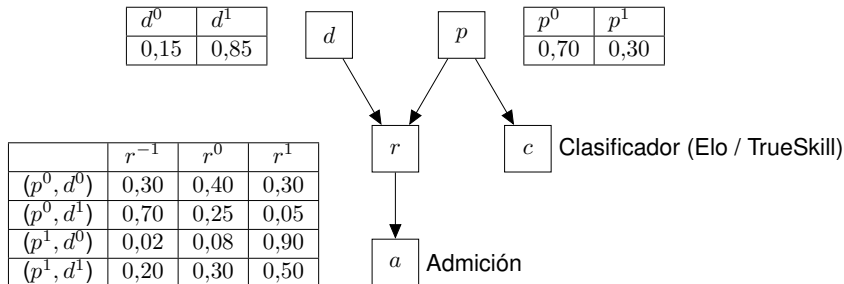 d⁰ d¹
0,15 0,85
d
p
p⁰ p¹
0,70 0,30
r⁻¹ r⁰ r¹
(p⁰, d⁰) 0,30 0,40 0,30
(p⁰, d¹) 0,70 0,25 0,05
(p¹, d⁰) 0,02 0,08 0,90
(p¹, d¹) 0,20 0,30 0,50
r
c Clasificador (Elo / TrueSkill)
a Admición